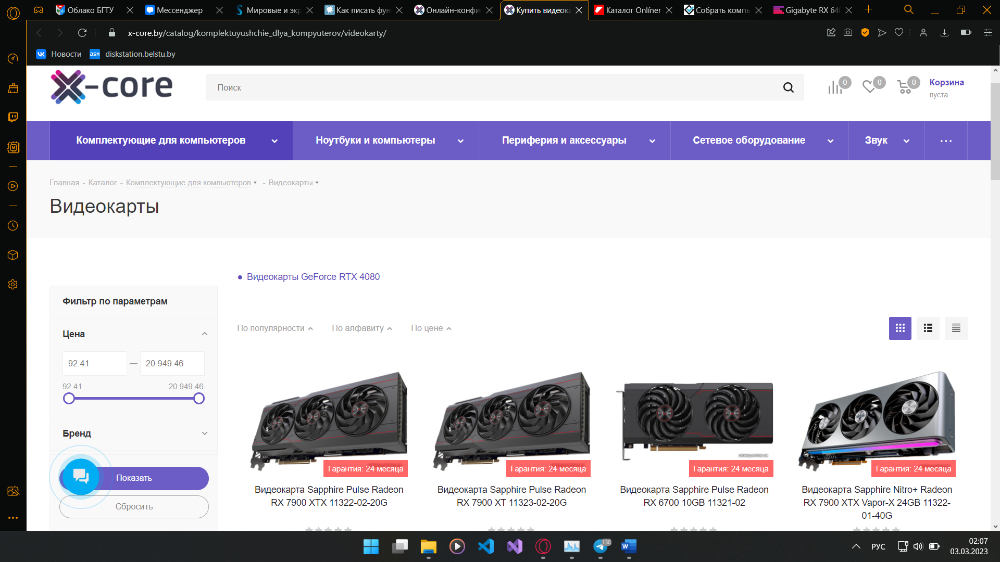 Облако БГТУ
Мессенджер
Мировые и экр
Как писать фун
Онлайн-конфи
Купить видеока
Каталог Onlíner
Собрать компь
Gigabyte RX 640
x-core.by/catalog/komplektuyushchie_dlya_kompyuterov/videokarty/
Новости
DSM
diskstation.belstu.by
X-core
Поиск
0
0
0
Корзина
пуста
Комплектующие для компьютеров
Ноутбуки и компьютеры
Периферия и аксессуары
Сетевое оборудование
Звук
...
Главная - Каталог - Комплектующие для компьютеров - Видеокарты
Видеокарты
Видеокарты GeForce RTX 4080
Фильтр по параметрам
Цена
92.41 — 20 949.46
92.41 20 949.46
Бренд
Показать
Сбросить
По популярности
По алфавиту
По цене
Гарантия: 24 месяца
Видеокарта Sapphire Pulse Radeon
RX 7900 XTX 11322-02-20G
Гарантия: 24 месяца
Видеокарта Sapphire Pulse Radeon
RX 7900 XT 11323-02-20G
catalog.onliner.by
Гарантия: 24 месяца
Видеокарта Sapphire Pulse Radeon
RX 6700 10GB 11321-02
Гарантия: 24 месяца
Видеокарта Sapphire Nitro+ Radeon
RX 7900 XTX Vapor-X 24GB 11322-
01-40G
130
РУС
02:07
03.03.2023